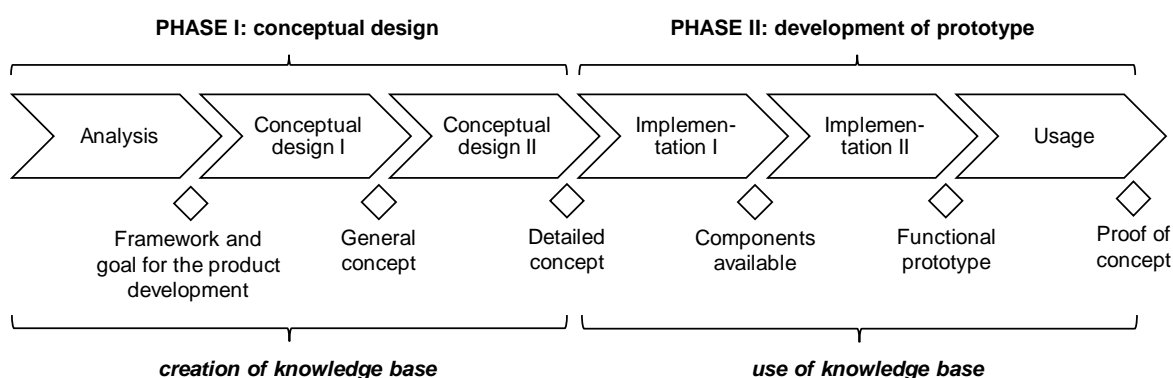 PHASE I: conceptual design
PHASE II: development of prototype
Analysis
Conceptual
design I
Conceptual
design II
Implemen-
tation I
Implemen-
tation II
Usage
Framework and
goal for the product
development
General
concept
Detailed
concept
Components
available
Functional
prototype
Proof of
concept
creation of knowledge base
use of knowledge base